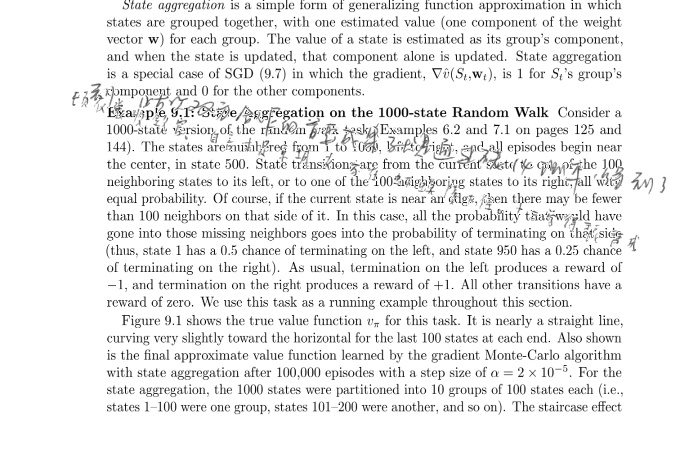 State aggregation is a simple form of generalizing function approximation in which
states are grouped together, with one estimated value (one component of the weight
vector w) for each group. The value of a state is estimated as its group's component,
and when the state is updated, that component alone is updated. State aggregation
is a special case of SGD (9.7) in which the gradient, ∇v̂(Sₜ,wₜ), is 1 for Sₜ's group's
component and 0 for the other components.
Example 9.1: State Aggregation on the 1000-state Random Walk Consider a
1000-state version of the random walk task (Examples 6.2 and 7.1 on pages 125 and
144). The states are numbered from 1 to 1000, left to right, and all episodes begin near
the center, in state 500. State transitions are from the current state to one of the 100
neighboring states to its left, or to one of the 100 neighboring states to its right, all with
equal probability. Of course, if the current state is near an edge, then there may be fewer
than 100 neighbors on that side of it. In this case, all the probability that would have
gone into those missing neighbors goes into the probability of terminating on that side
(thus, state 1 has a 0.5 chance of terminating on the left, and state 950 has a 0.25 chance
of terminating on the right). As usual, termination on the left produces a reward of
−1, and termination on the right produces a reward of +1. All other transitions have a
reward of zero. We use this task as a running example throughout this section.
Figure 9.1 shows the true value function vπ for this task. It is nearly a straight line,
curving very slightly toward the horizontal for the last 100 states at each end. Also shown
is the final approximate value function learned by the gradient Monte-Carlo algorithm
with state aggregation after 100,000 episodes with a step size of α = 2 × 10⁻⁵. For the
state aggregation, the 1000 states were partitioned into 10 groups of 100 states each (i.e.,
states 1–100 were one group, states 101–200 were another, and so on). The staircase effect